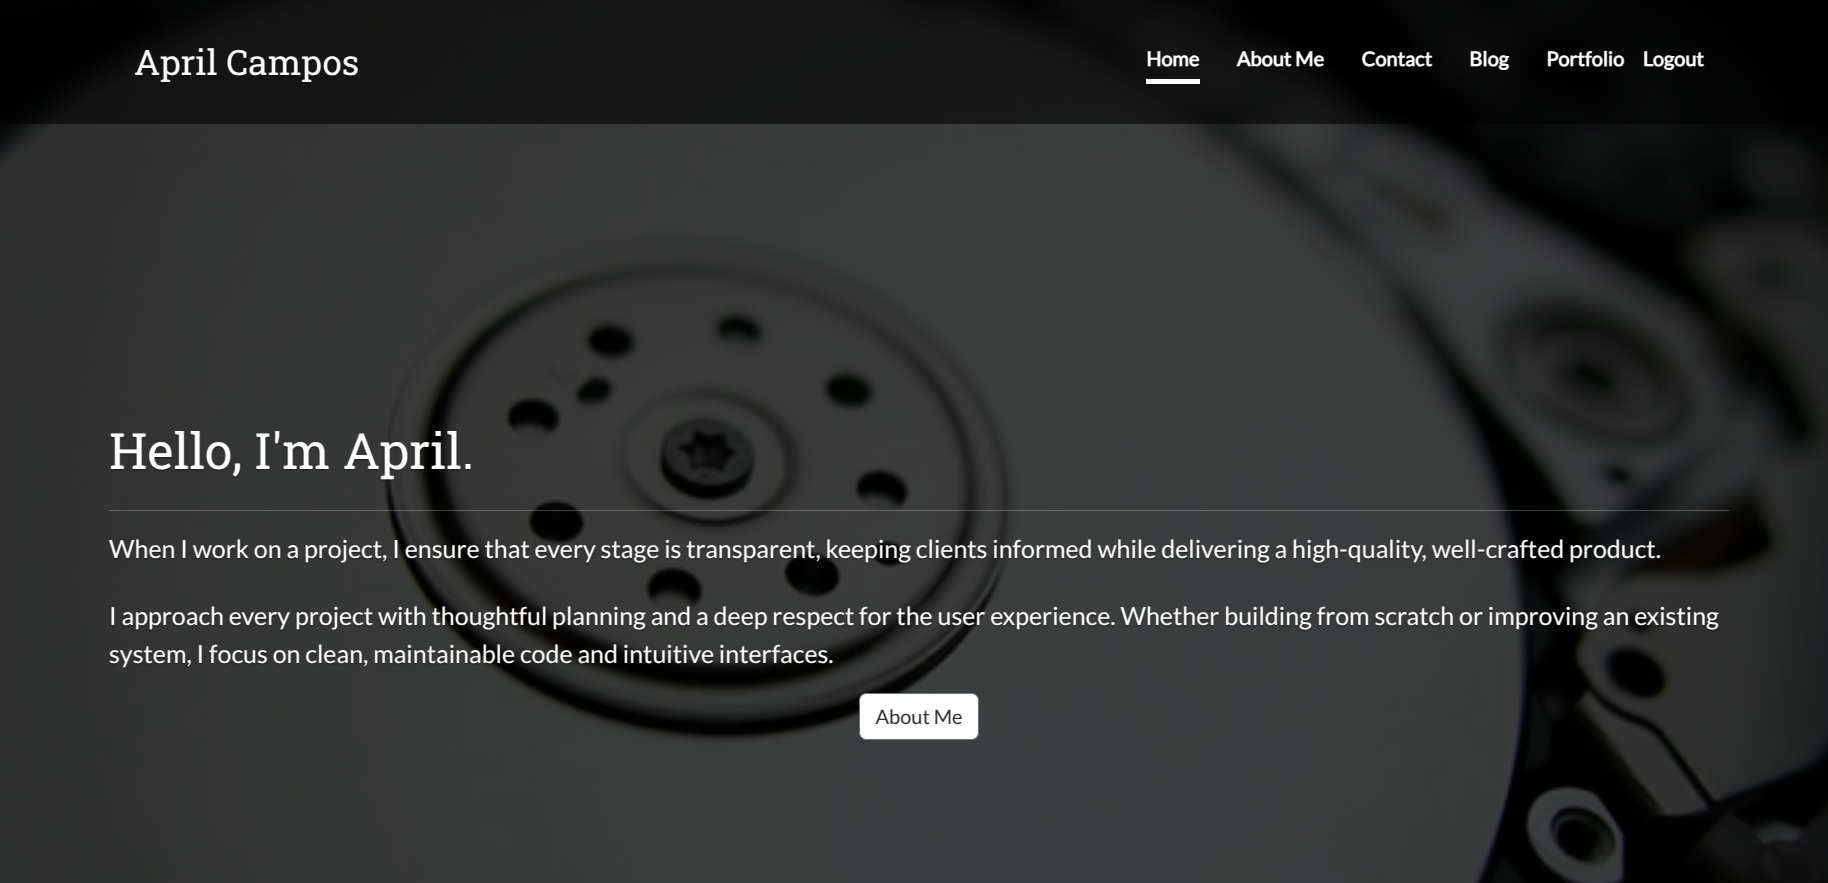 April Campos
Home About Me Contact Blog Portfolio Logout
Hello, I'm April.
When I work on a project, I ensure that every stage is transparent, keeping clients informed while delivering a high-quality, well-crafted product.
I approach every project with thoughtful planning and a deep respect for the user experience. Whether building from scratch or improving an existing
system, I focus on clean, maintainable code and intuitive interfaces.
About Me